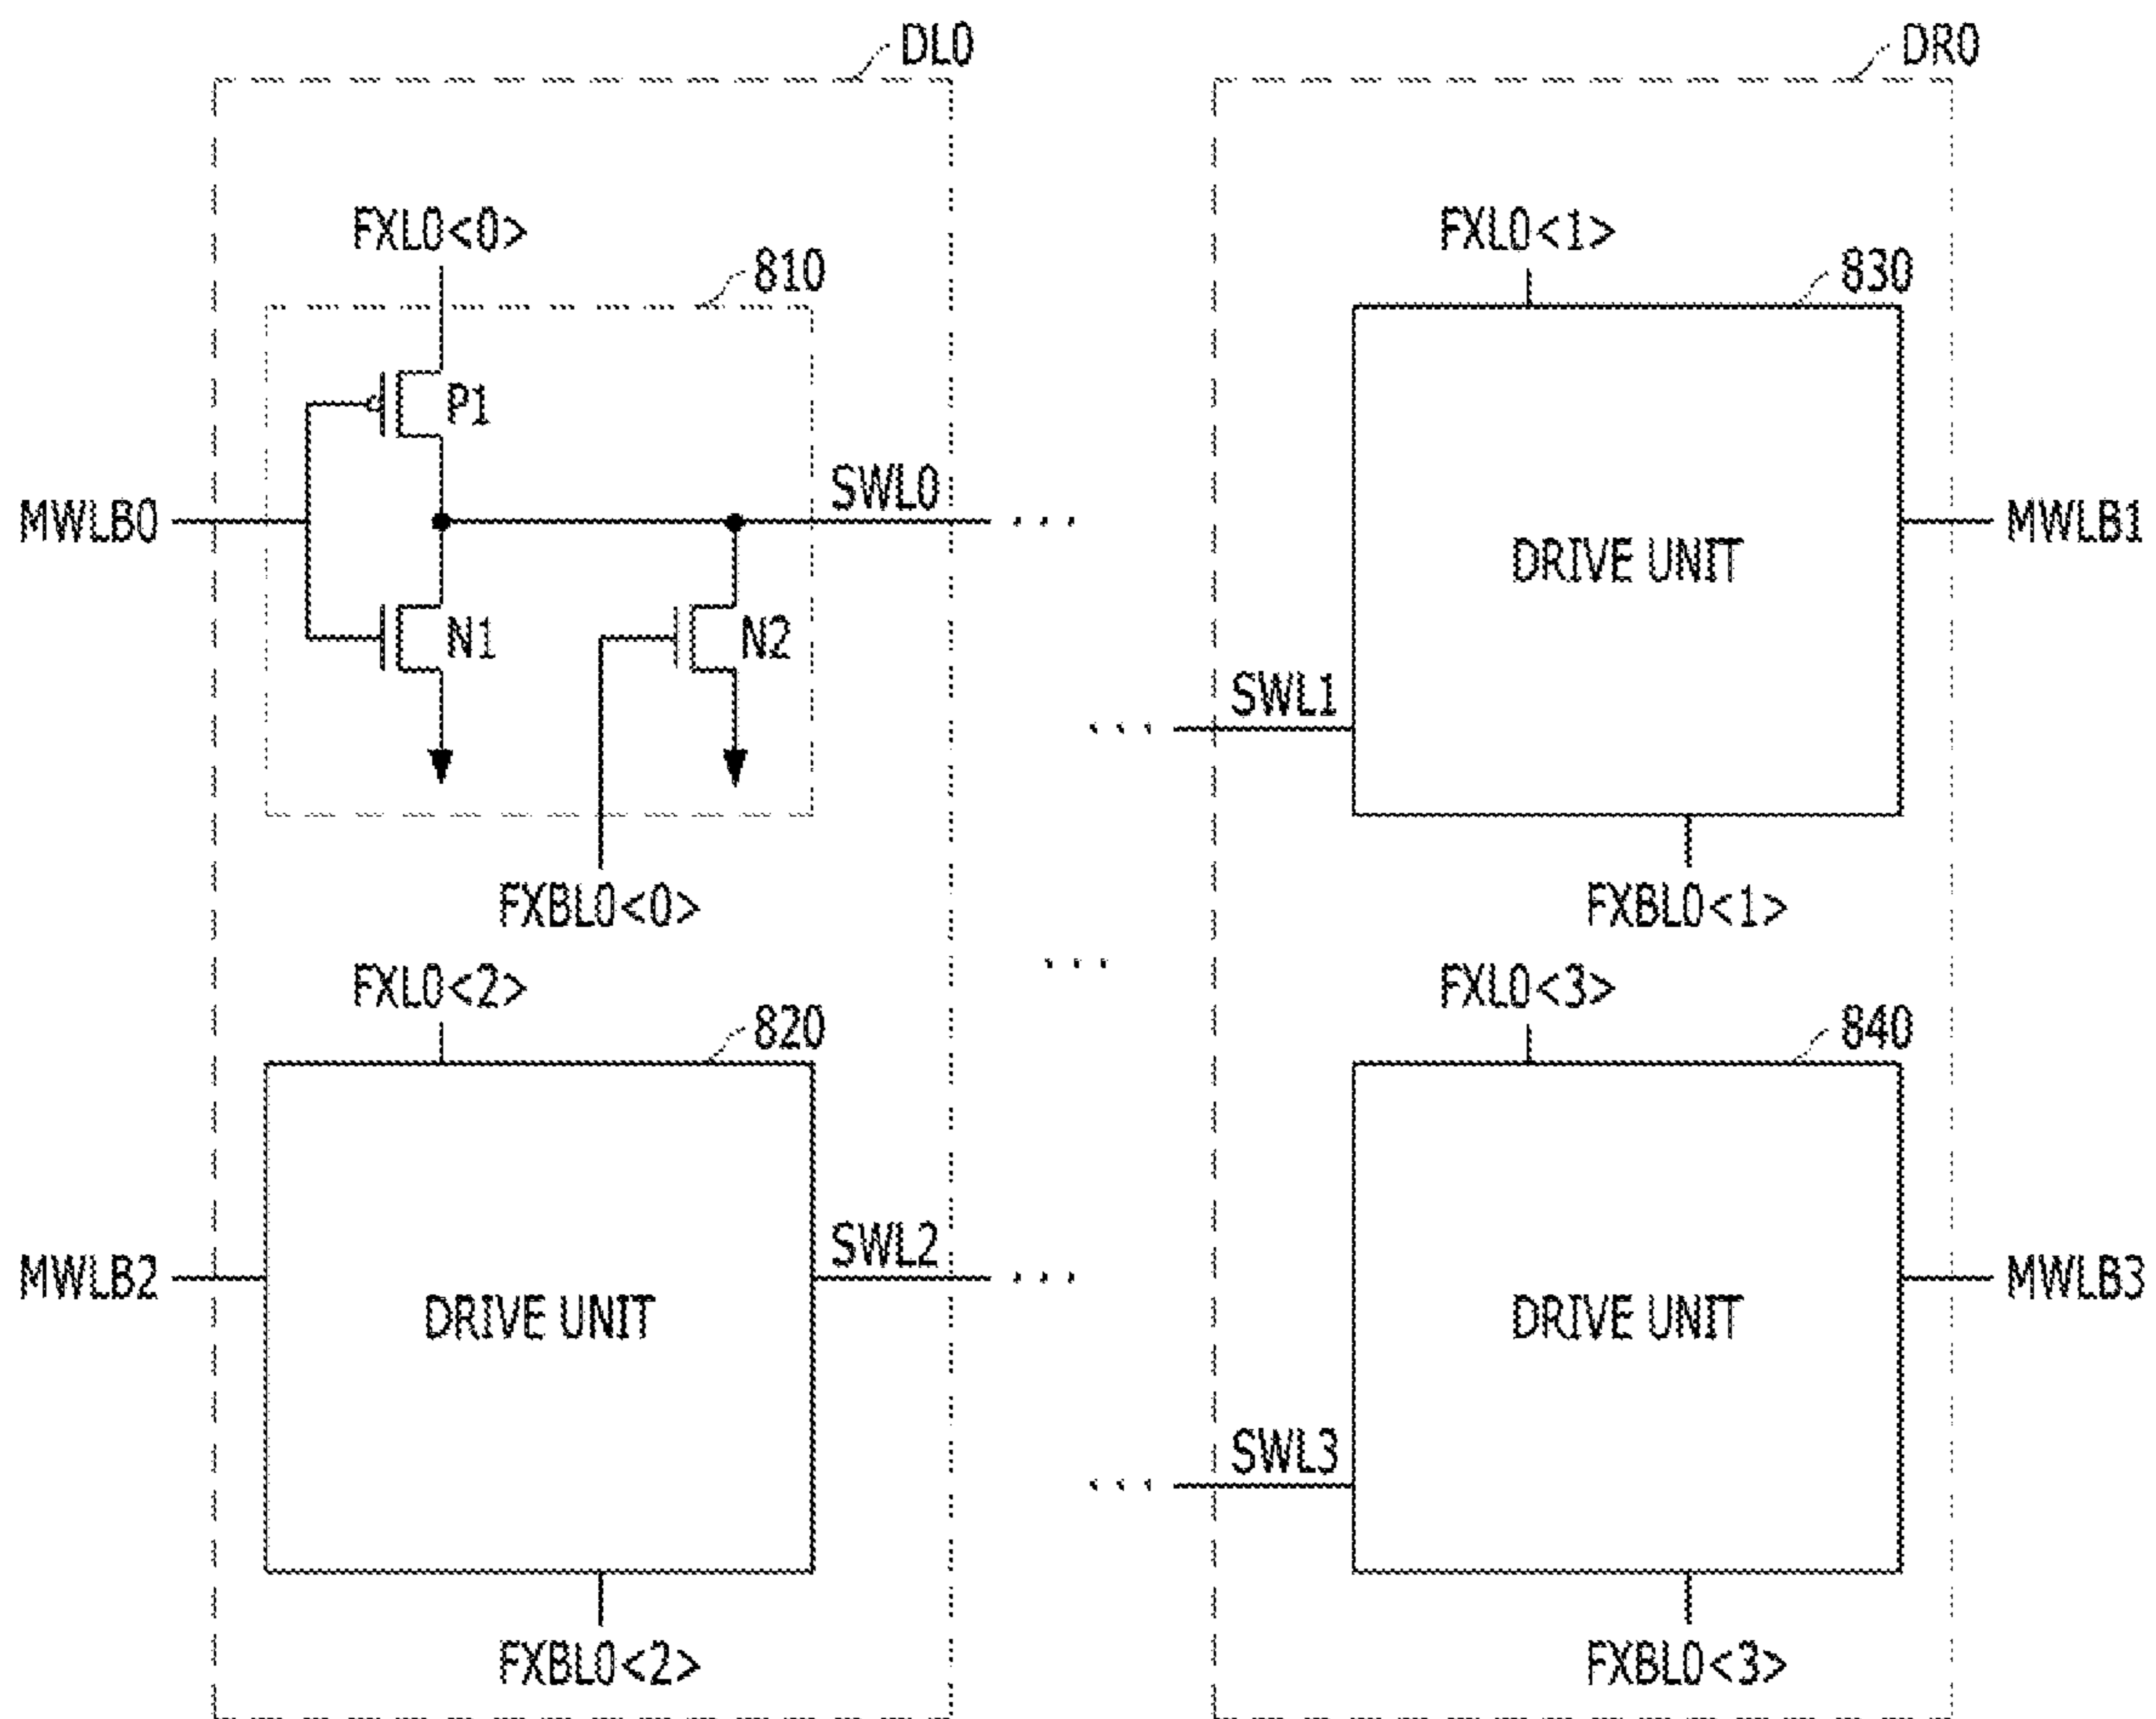 DL0
DR0
FXL0<0>
FXL0<1>
810
830
P1
SWL0
MWLB0
MWLB1
DRIVE UNIT
N1
N2
SWL1
FXBL0<0>
FXBL0<1>
FXL0<2>
FXL0<3>
820
840
SWL2
MWLB2
MWLB3
DRIVE UNIT
DRIVE UNIT
SWL3
FXBL0<2>
FXBL0<3>